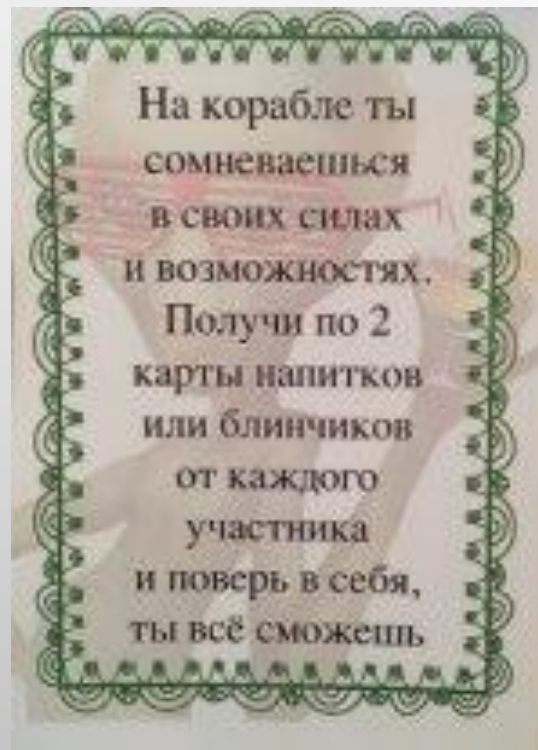 На корабле ты
сомневаешься
в своих силах
и возможностях.
Получи по 2
карты напитков
или блинчиков
от каждого
участника
и поверь в себя,
ты всё сможешь